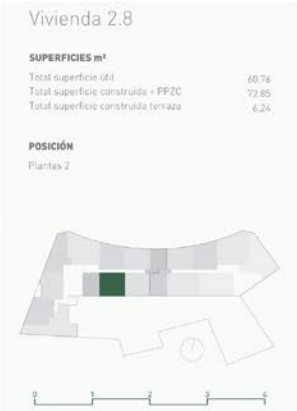 Vivienda 2.8
SUPERFICIES m²
Total superficie útil 60.76
Total superficie construida + PPZC 72.85
Total superficie construida terraza 6.24
POSICIÓN
Plantas 2
0 1 2 3 4